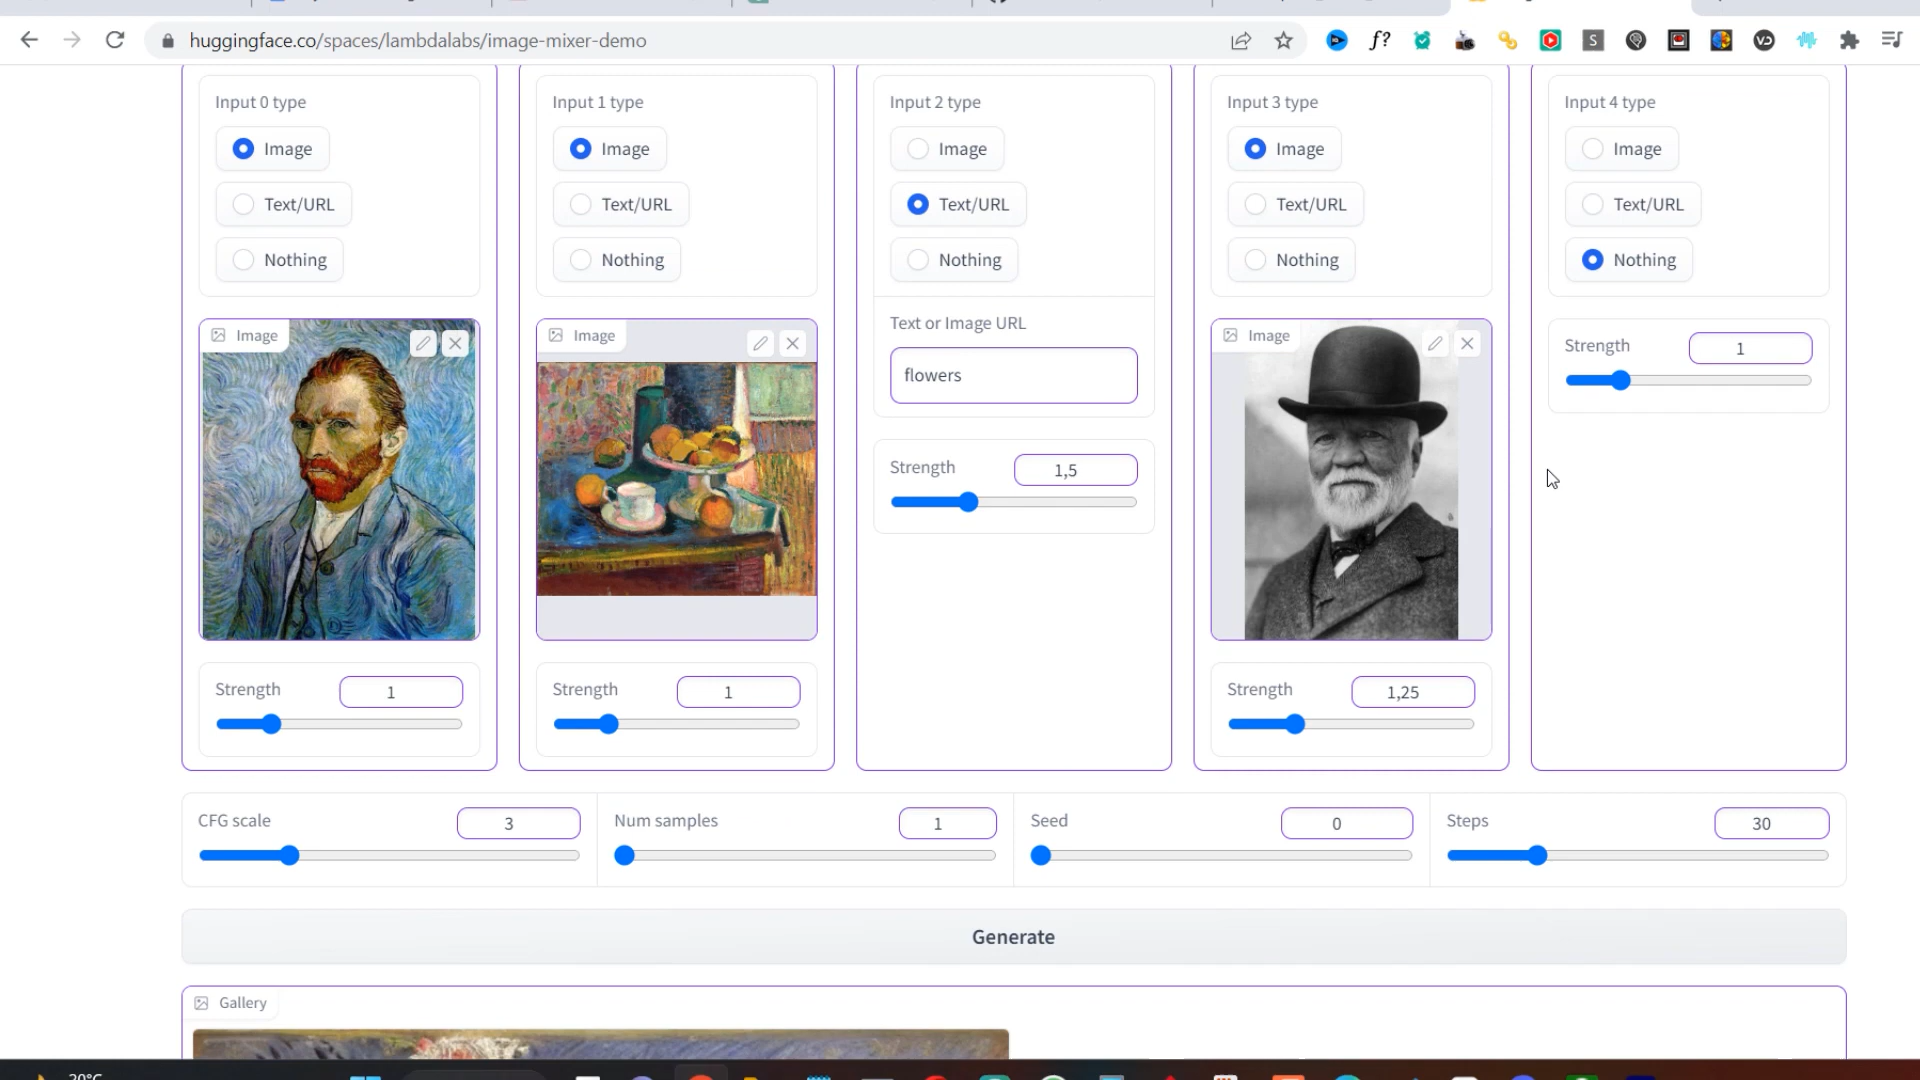 huggingface.co/spaces/lambdalabs/image-mixer-demo
Input 0 type
Image
Text/URL
Nothing
Image
Strength
1
Input 1 type
Image
Text/URL
Nothing
Image
Strength
1
Input 2 type
Image
Text/URL
Nothing
Text or Image URL
flowers
Strength
1,5
Input 3 type
Image
Text/URL
Nothing
Image
Strength
1,25
Input 4 type
Image
Text/URL
Nothing
Strength
1
CFG scale
3
Num samples
1
Seed
0
Steps
30
Generate
Gallery